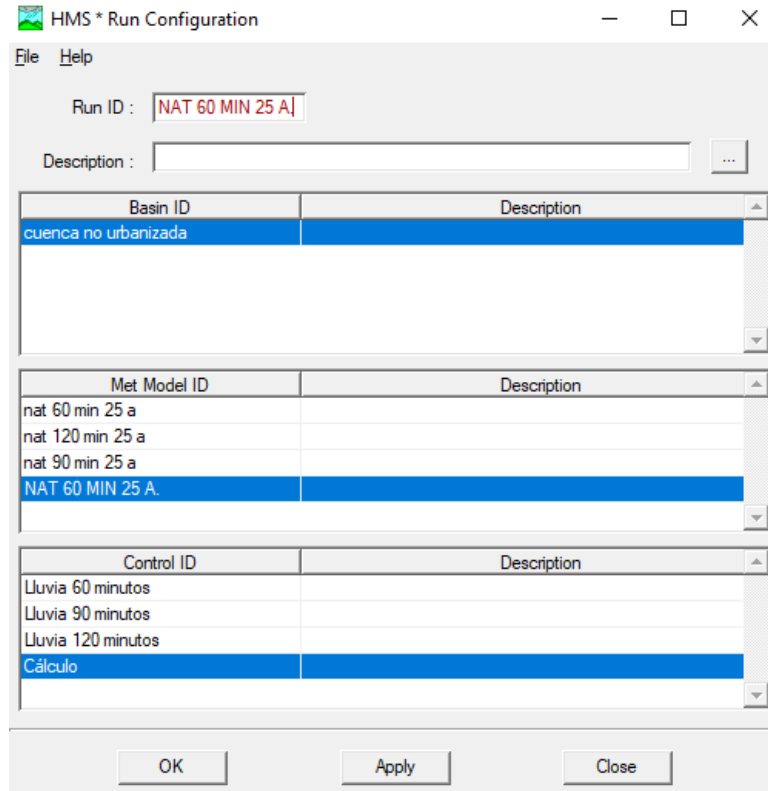 HMS * Run Configuration
File Help
Run ID : NAT 60 MIN 25 A.
Description : ...
Basin ID Description
cuenca no urbanizada
Met Model ID Description
nat 60 min 25 a
nat 120 min 25 a
nat 90 min 25 a
NAT 60 MIN 25 A.
Control ID Description
Lluvia 60 minutos
Lluvia 90 minutos
Lluvia 120 minutos
Cálculo
OK Apply Close